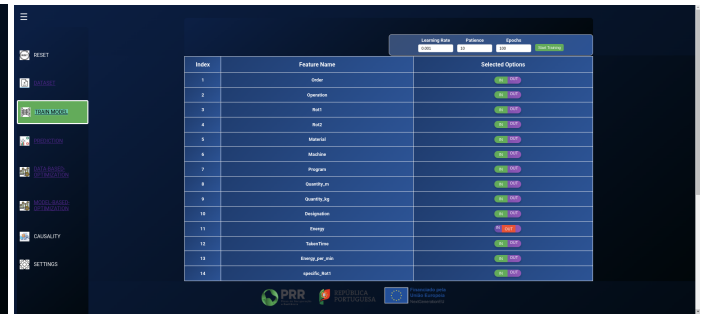 ☰
Learning Rate Patience Epochs
0.001 10 100 Start Training
RESET
DATASET
TRAIN MODEL
PREDICTION
DATA-BASED
OPTIMIZATION
MODEL-BASED
OPTIMIZATION
CAUSALITY
SETTINGS
Index Feature Name Selected Options
1 Order IN OUT
2 Operation IN OUT
3 Rot1 IN OUT
4 Rot2 IN OUT
5 Material IN OUT
6 Machine IN OUT
7 Program IN OUT
8 Quantity_m IN OUT
9 Quantity_kg IN OUT
10 Designation IN OUT
11 Energy IN OUT
12 TakenTime IN OUT
13 Energy_per_min IN OUT
14 specific_Rot1 IN OUT
PRR
REPÚBLICA
PORTUGUESA
Financiado pela
União Europeia